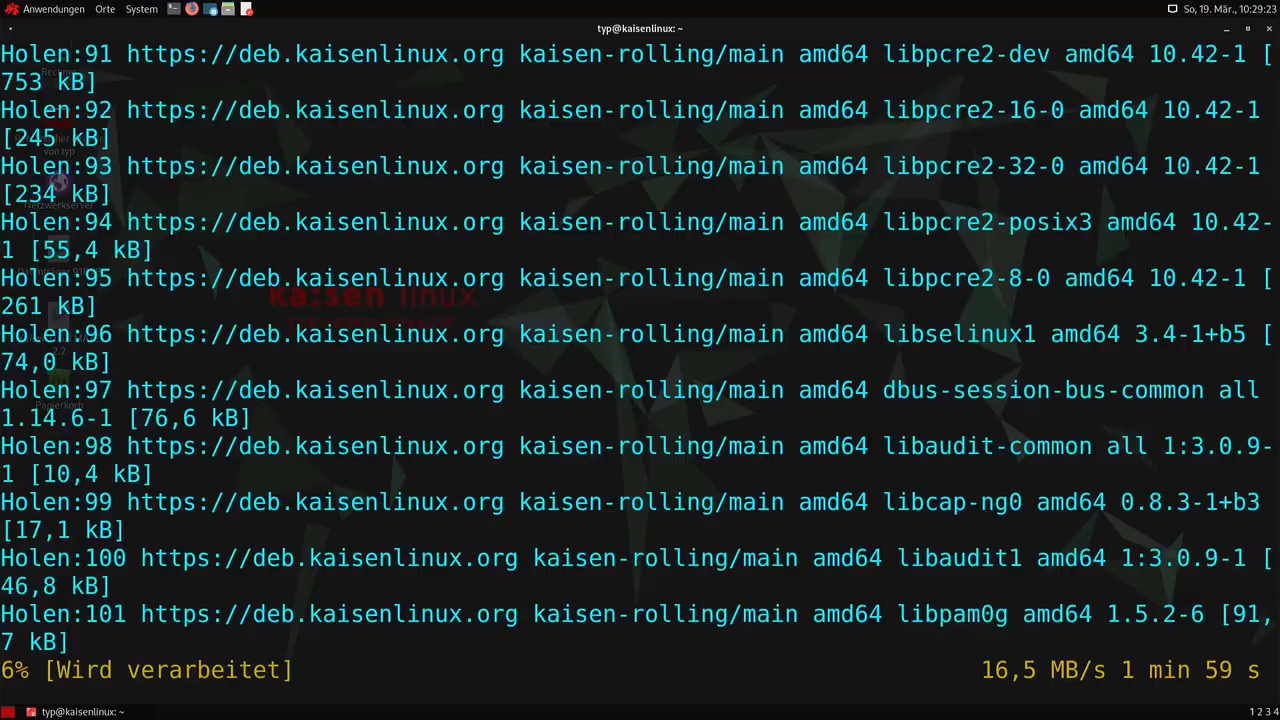 Anwendungen Orte System So, 19. Mär., 10:29:23
typ@kaisenlinux: ~
Holen:91 https://deb.kaisenlinux.org kaisen-rolling/main amd64 libpcre2-dev amd64 10.42-1 [
753 kB]
Holen:92 https://deb.kaisenlinux.org kaisen-rolling/main amd64 libpcre2-16-0 amd64 10.42-1
[245 kB]
von typ
Holen:93 https://deb.kaisenlinux.org kaisen-rolling/main amd64 libpcre2-32-0 amd64 10.42-1
[234 kB]
Netzwerkserver
Holen:94 https://deb.kaisenlinux.org kaisen-rolling/main amd64 libpcre2-posix3 amd64 10.42-
1 [55,4 kB]
Holen:95 https://deb.kaisenlinux.org kaisen-rolling/main amd64 libpcre2-8-0 amd64 10.42-1 [
kaisen linux
261 kB]
Holen:96 https://deb.kaisenlinux.org kaisen-rolling/main amd64 libselinux1 amd64 3.4-1+b5 [
2.2
74,0 kB]
Holen:97 https://deb.kaisenlinux.org kaisen-rolling/main amd64 dbus-session-bus-common all
Papierkorb
1.14.6-1 [76,6 kB]
Holen:98 https://deb.kaisenlinux.org kaisen-rolling/main amd64 libaudit-common all 1:3.0.9-
1 [10,4 kB]
Holen:99 https://deb.kaisenlinux.org kaisen-rolling/main amd64 libcap-ng0 amd64 0.8.3-1+b3
[17,1 kB]
Holen:100 https://deb.kaisenlinux.org kaisen-rolling/main amd64 libaudit1 amd64 1:3.0.9-1 [
46,8 kB]
Holen:101 https://deb.kaisenlinux.org kaisen-rolling/main amd64 libpam0g amd64 1.5.2-6 [91,
7 kB]
6% [Wird verarbeitet] 16,5 MB/s 1 min 59 s
typ@kaisenlinux: ~ 1 2 3 4